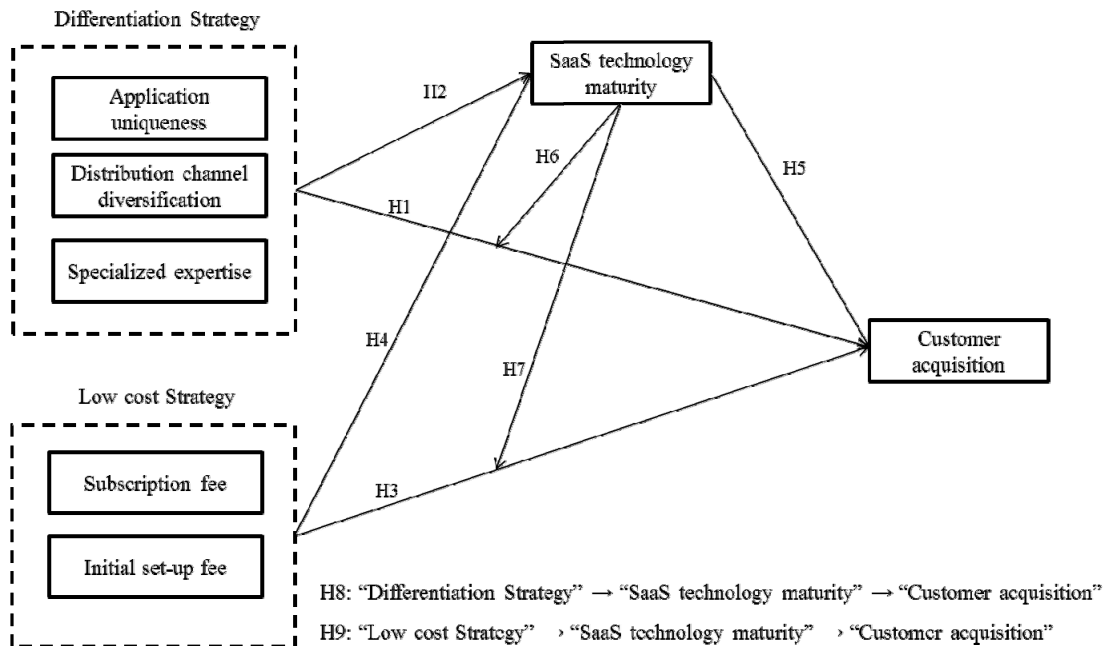 Differentiation Strategy
Application
uniqueness
Distribution channel
diversification
Specialized expertise
SaaS technology
maturity
H2
H6
H5
H1
H4
H7
Customer
acquisition
Low cost Strategy
Subscription fee
Initial set-up fee
H3
H8: “Differentiation Strategy” → “SaaS technology maturity” → “Customer acquisition”
H9: “Low cost Strategy” → “SaaS technology maturity” → “Customer acquisition”